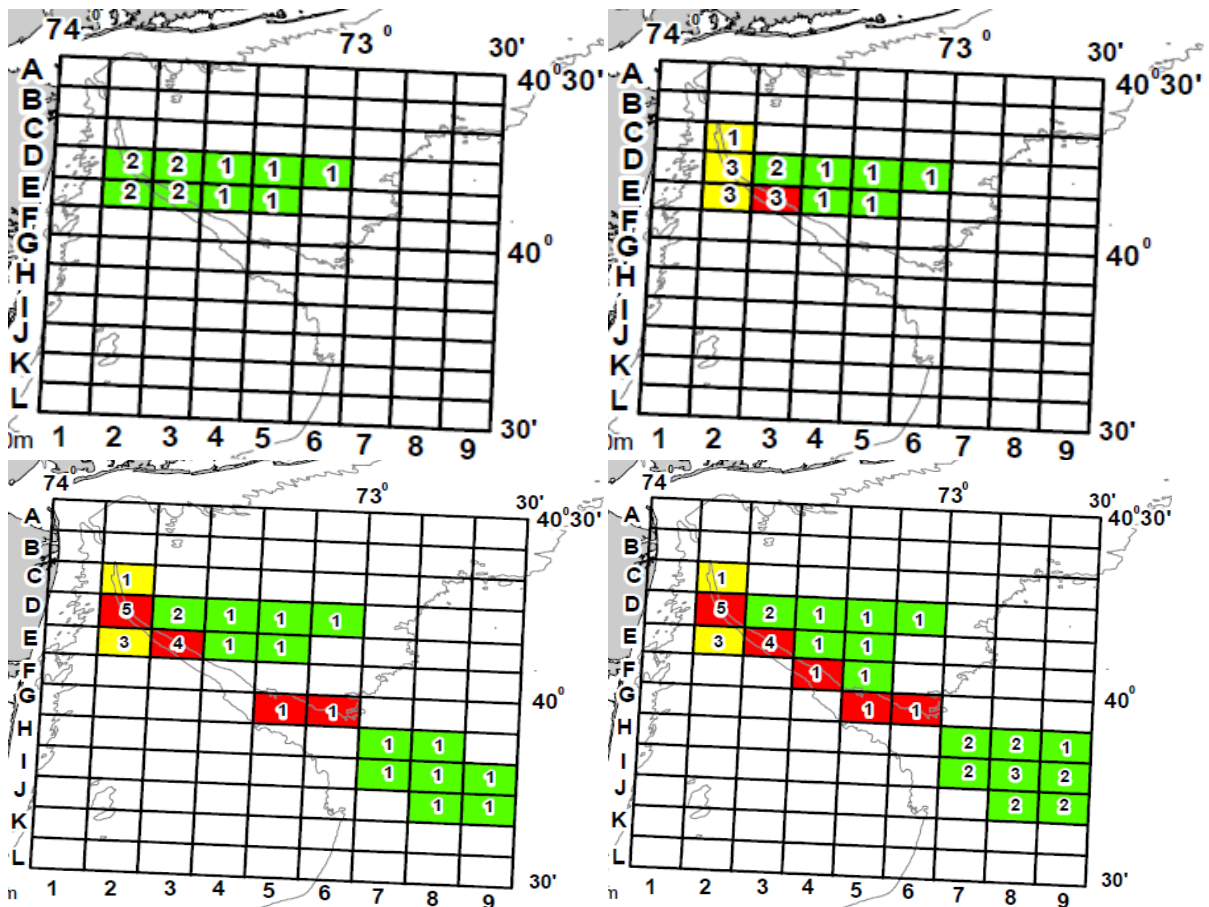 74 0 73 0 30'
A 40 0 30'
B
C
D 2 2 1 1 1
E 2 2 1 1
F
G 40 0
H
I
J
K
L 30'
0m 1 2 3 4 5 6 7 8 9
74 0 73 0 30'
A 40 0 30'
B
C 1
D 3 2 1 1 1
E 3 3 1 1
F
G 40 0
H
I
J
K
L 30'
0m 1 2 3 4 5 6 7 8 9
74 0 73 0 30'
A 40 0 30'
B
C 1
D 5 2 1 1 1
E 3 4 1 1
F
G 1 1 40 0
H 1 1
I 1 1 1
J 1 1
K
L 30'
m 1 2 3 4 5 6 7 8 9
74 0 73 0 30'
A 40 0 30'
B
C 1
D 5 2 1 1 1
E 3 4 1 1
F 1 1
G 1 1 40 0
H 2 2 1
I 2 3 2
J 2 2
K
L 30'
m 1 2 3 4 5 6 7 8 9